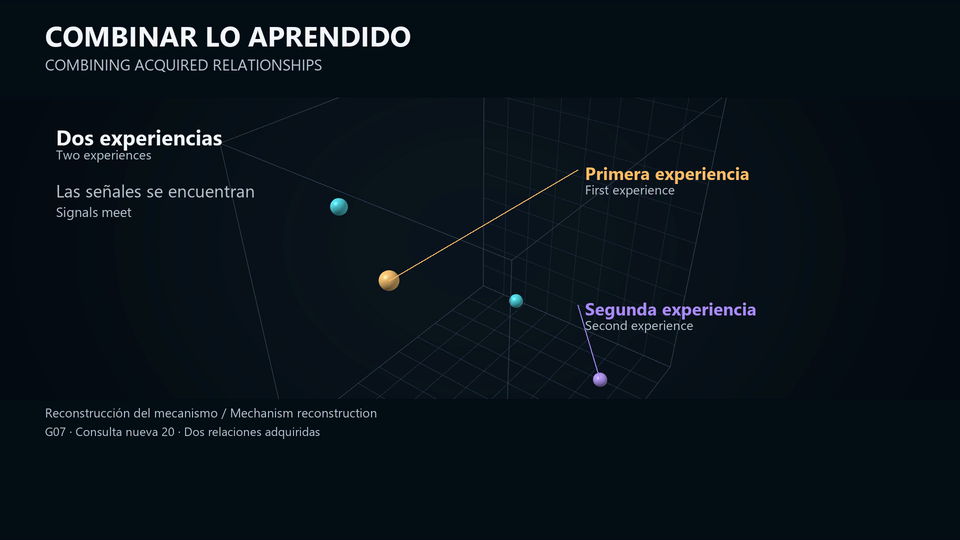 COMBINAR LO APRENDIDO
COMBINING ACQUIRED RELATIONSHIPS
Dos experiencias
Two experiences
Las señales se encuentran
Signals meet
Primera experiencia
First experience
Segunda experiencia
Second experience
Reconstrucción del mecanismo / Mechanism reconstruction
G07 · Consulta nueva 20 · Dos relaciones adquiridas